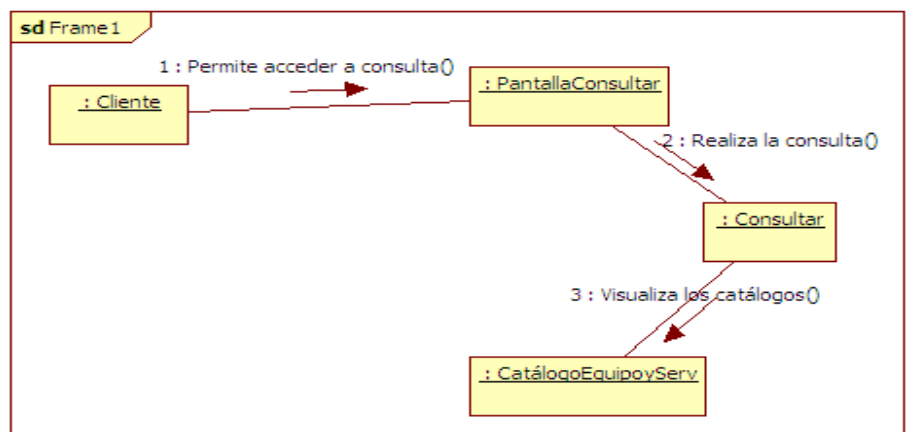 sd Frame1
1 : Permite acceder a consulta()
: Cliente
: PantallaConsultar
2 : Realiza la consulta()
: Consultar
3 : Visualiza los catálogos()
: CatálogoEquipoyServ